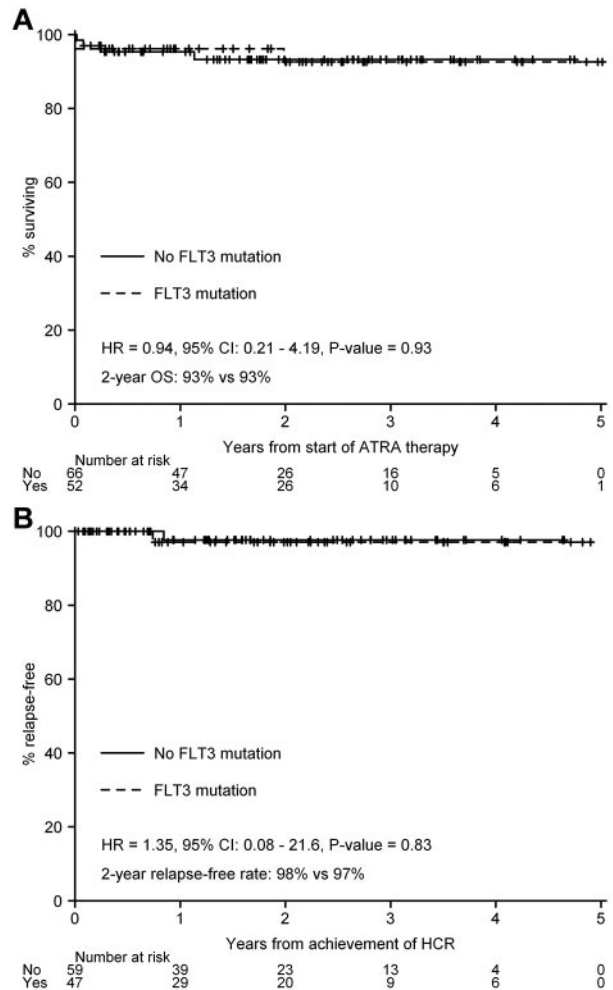 A
100
80
60
40
20
0
% surviving
No FLT3 mutation
FLT3 mutation
HR = 0.94, 95% CI: 0.21 - 4.19, P-value = 0.93
2-year OS: 93% vs 93%
0 1 2 3 4 5
Years from start of ATRA therapy
Number at risk
No 66 47 26 16 5 0
Yes 52 34 26 10 6 1
B
100
80
60
40
20
0
% relapse-free
No FLT3 mutation
FLT3 mutation
HR = 1.35, 95% CI: 0.08 - 21.6, P-value = 0.83
2-year relapse-free rate: 98% vs 97%
0 1 2 3 4 5
Years from achievement of HCR
Number at risk
No 59 39 23 13 4 0
Yes 47 29 20 9 6 0